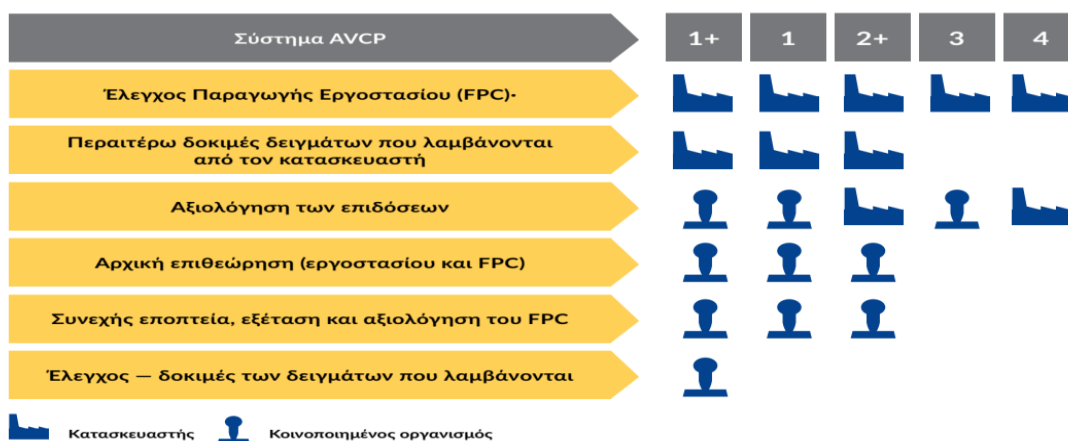 Σύστημα AVCP 1+ 1 2+ 3 4
Έλεγχος Παραγωγής Εργοστασίου (FPC)·
Περαιτέρω δοκιμές δειγμάτων που λαμβάνονται
από τον κατασκευαστή
Αξιολόγηση των επιδόσεων
Αρχική επιθεώρηση (εργοστασίου και FPC)
Συνεχής εποπτεία, εξέταση και αξιολόγηση του FPC
Έλεγχος — δοκιμές των δειγμάτων που λαμβάνονται
Κατασκευαστής Κοινοποιημένος οργανισμός